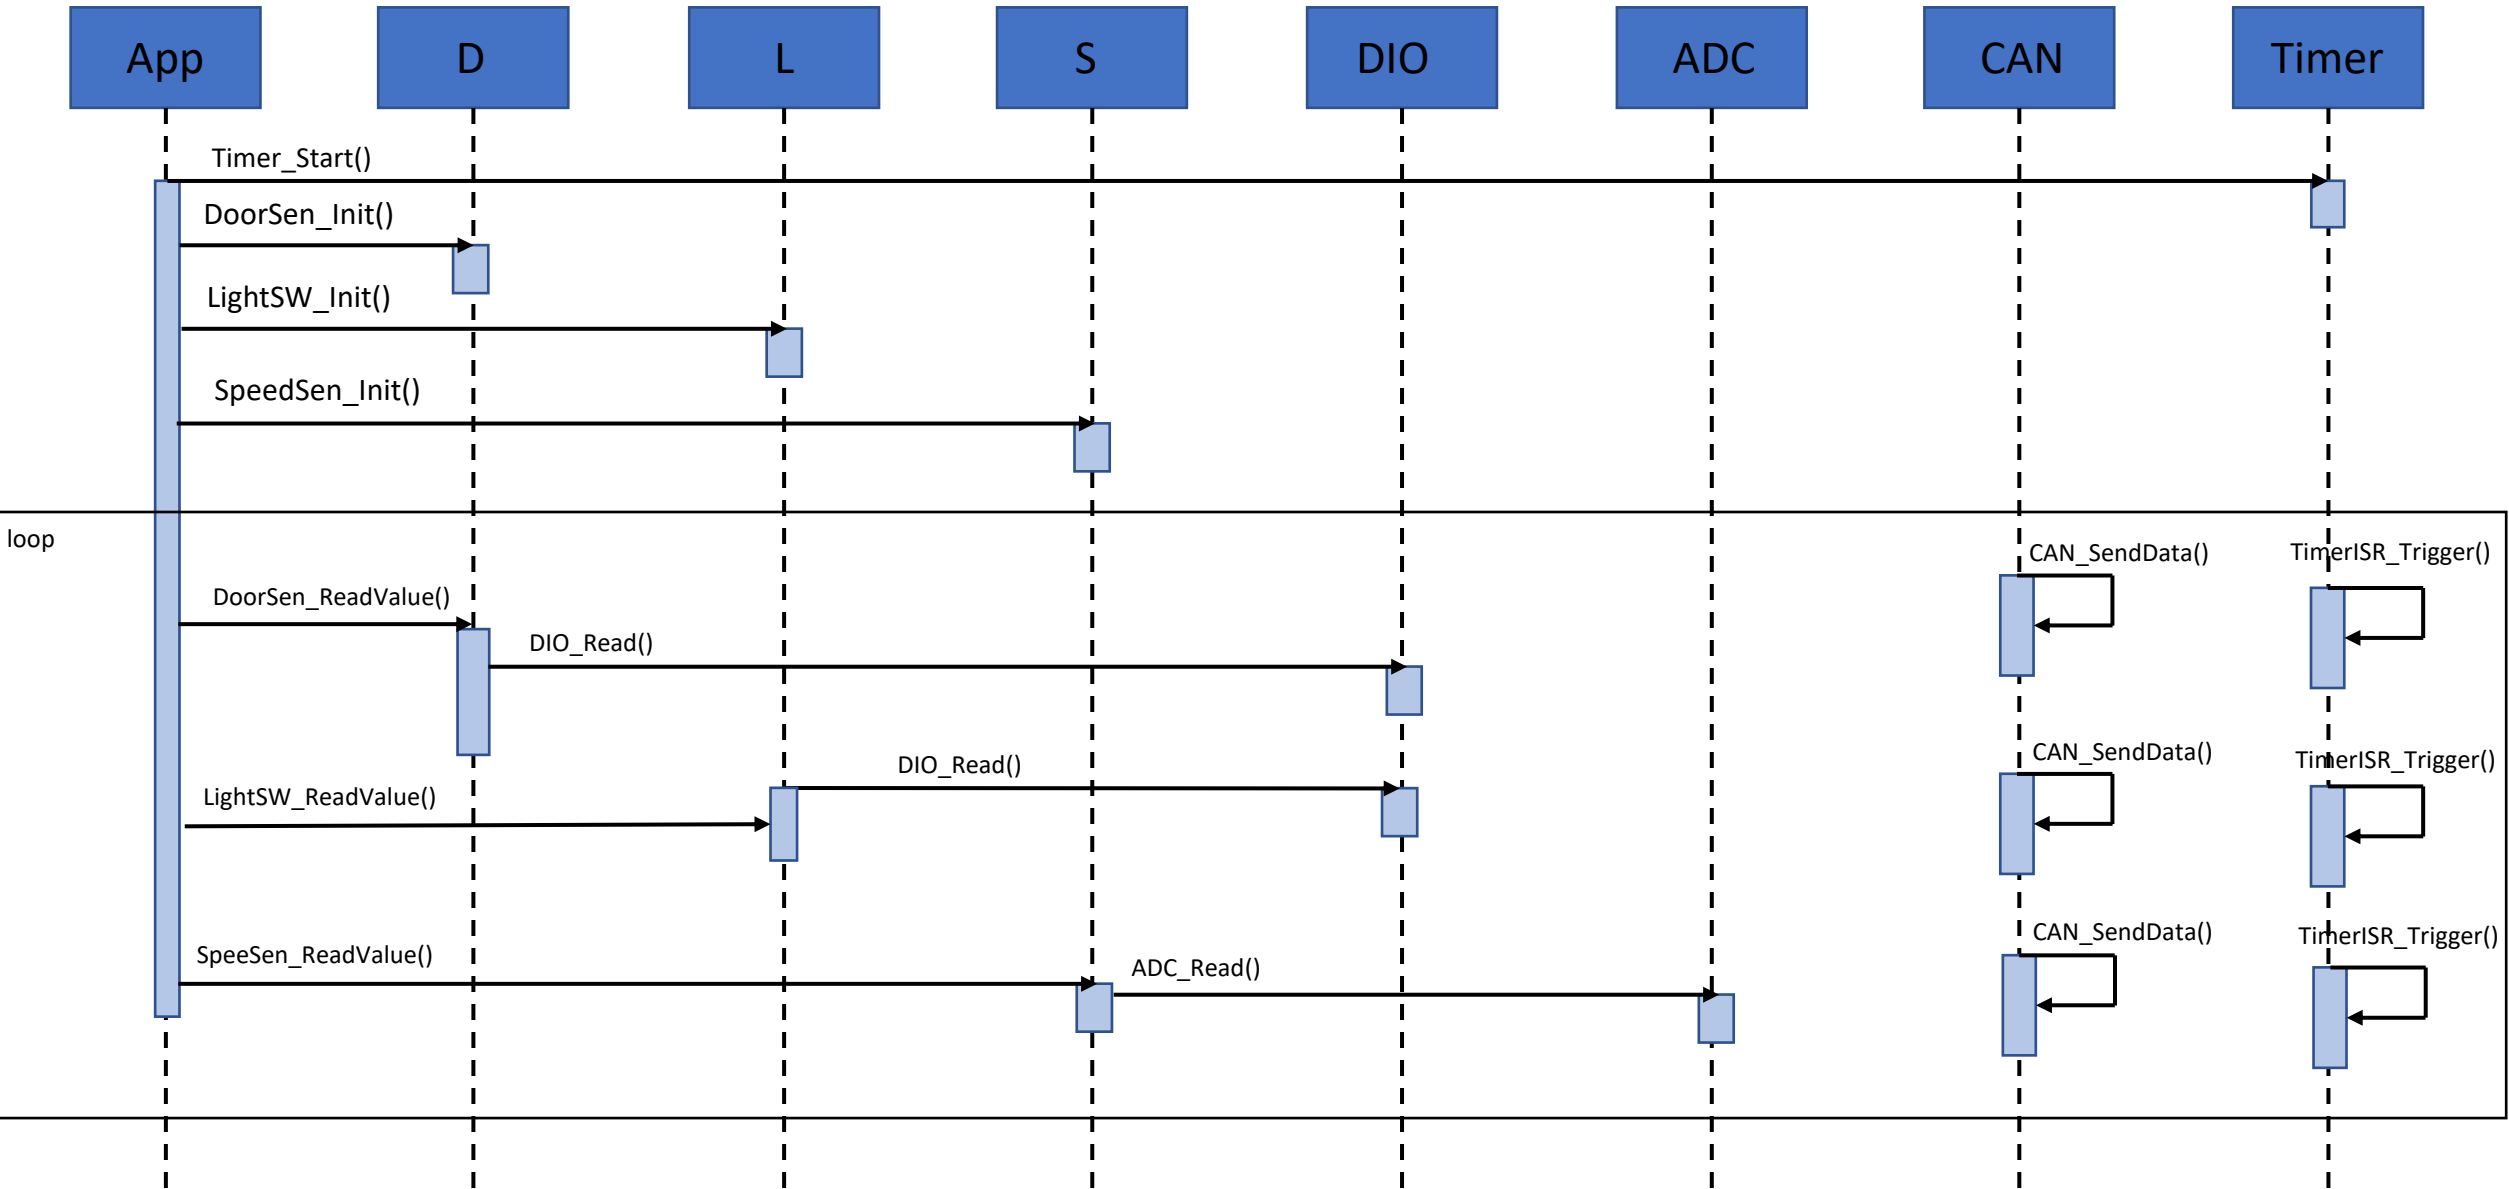 App
D
L
S
DIO
ADC
CAN
Timer
Timer_Start()
DoorSen_Init()
LightSW_Init()
SpeedSen_Init()
loop
CAN_SendData()
TimerISR_Trigger()
DoorSen_ReadValue()
DIO_Read()
CAN_SendData()
TimerISR_Trigger()
DIO_Read()
LightSW_ReadValue()
CAN_SendData()
TimerISR_Trigger()
SpeeSen_ReadValue()
ADC_Read()